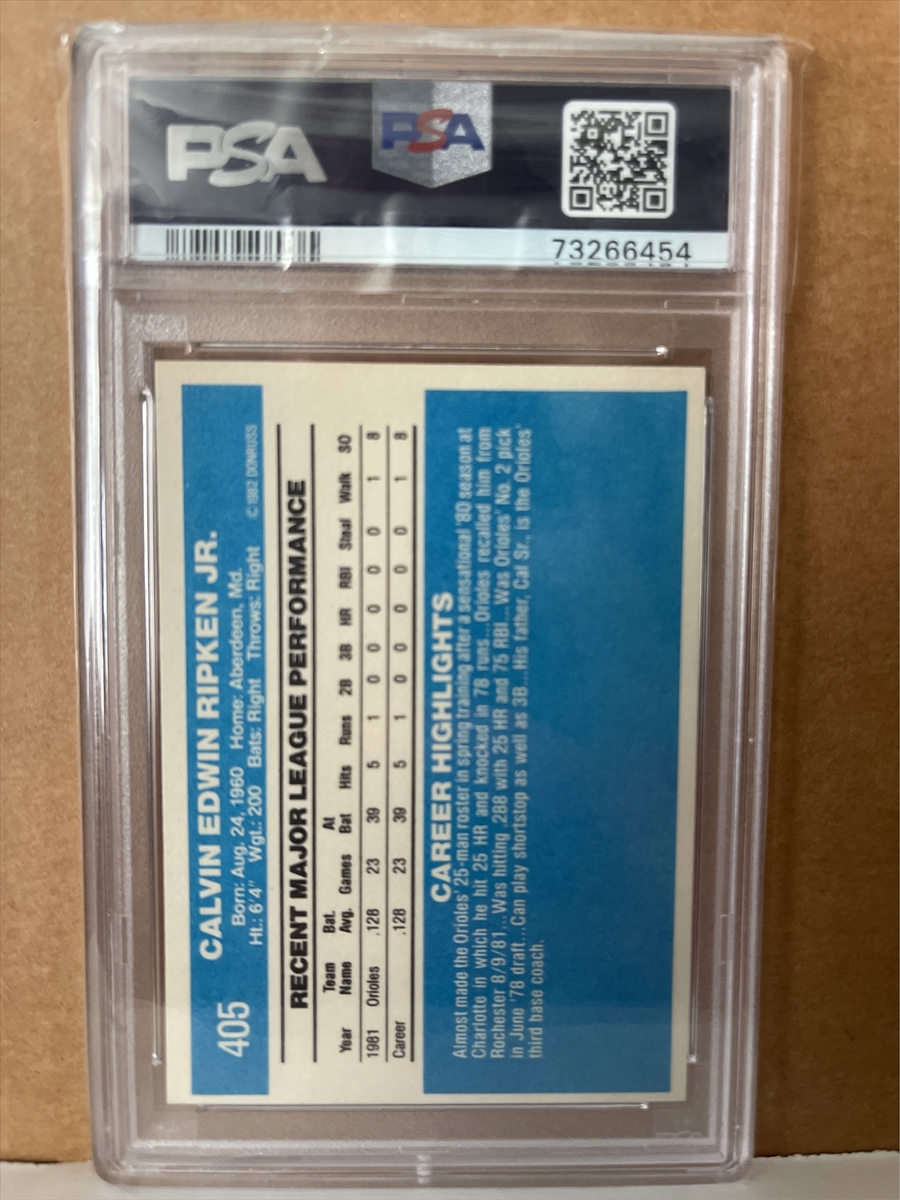 PSA
PSA
73266454
405 CALVIN EDWIN RIPKEN JR.
Born: Aug. 24, 1960 Home: Aberdeen, Md.
Ht.: 6'4" Wgt.: 200 Bats: Right Throws: Right © 1982 DONRUSS
RECENT MAJOR LEAGUE PERFORMANCE
Year Team Name Bat. Avg. Games At Bat Hits Runs 2B 3B HR RBI Steal Walk SO
1981 Orioles .128 23 39 5 1 0 0 0 0 0 1 8
Career .128 23 39 5 1 0 0 0 0 0 1 8
CAREER HIGHLIGHTS
Almost made the Orioles' 25-man roster in spring training after a sensational '80 season at
Charlotte in which he hit 25 HR and knocked in 78 runs...Orioles recalled him from
Rochester 8/9/81...Was hitting .288 with 25 HR and 75 RBI...Was Orioles' No. 2 pick
in June '78 draft...Can play shortstop as well as 3B...His father, Cal Sr., is the Orioles'
third base coach.